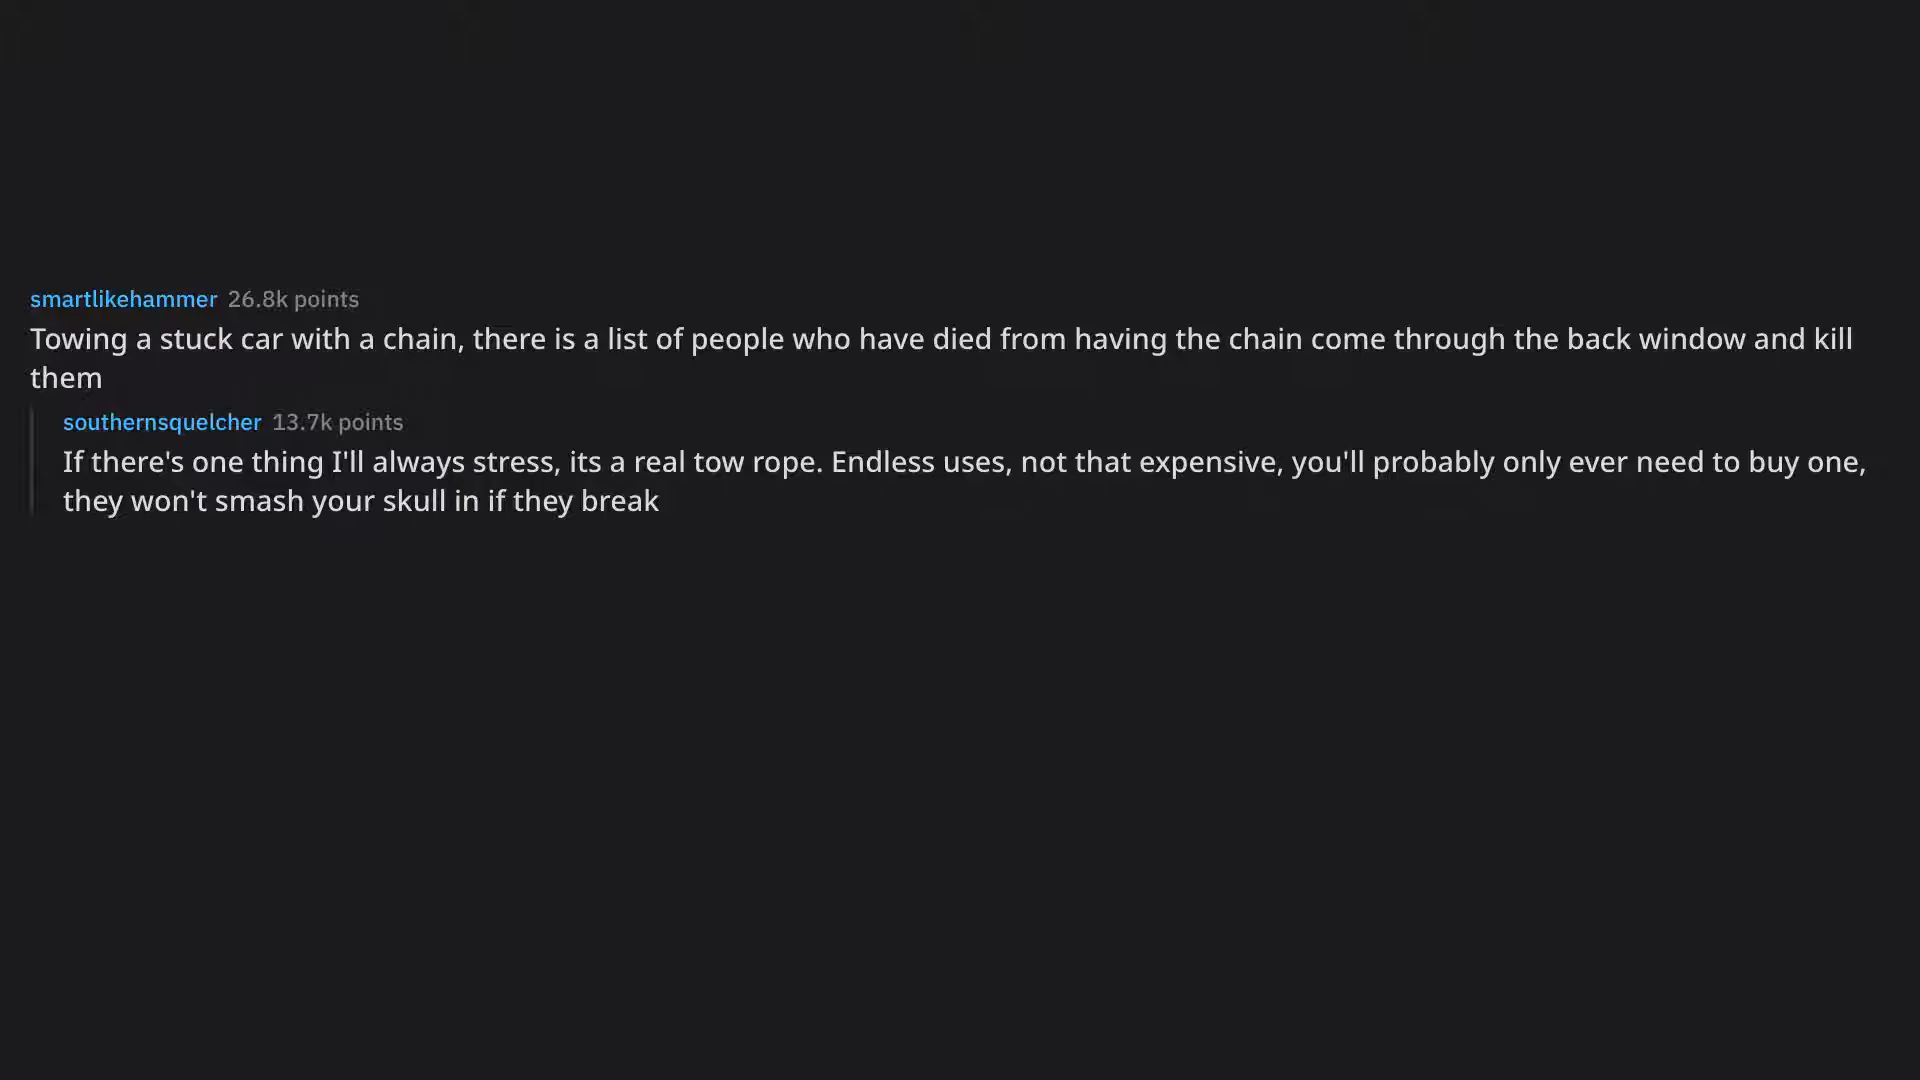 smartlikehammer 26.8k points
Towing a stuck car with a chain, there is a list of people who have died from having the chain come through the back window and kill
them
southernsquelcher 13.7k points
If there's one thing I'll always stress, its a real tow rope. Endless uses, not that expensive, you'll probably only ever need to buy one,
they won't smash your skull in if they break